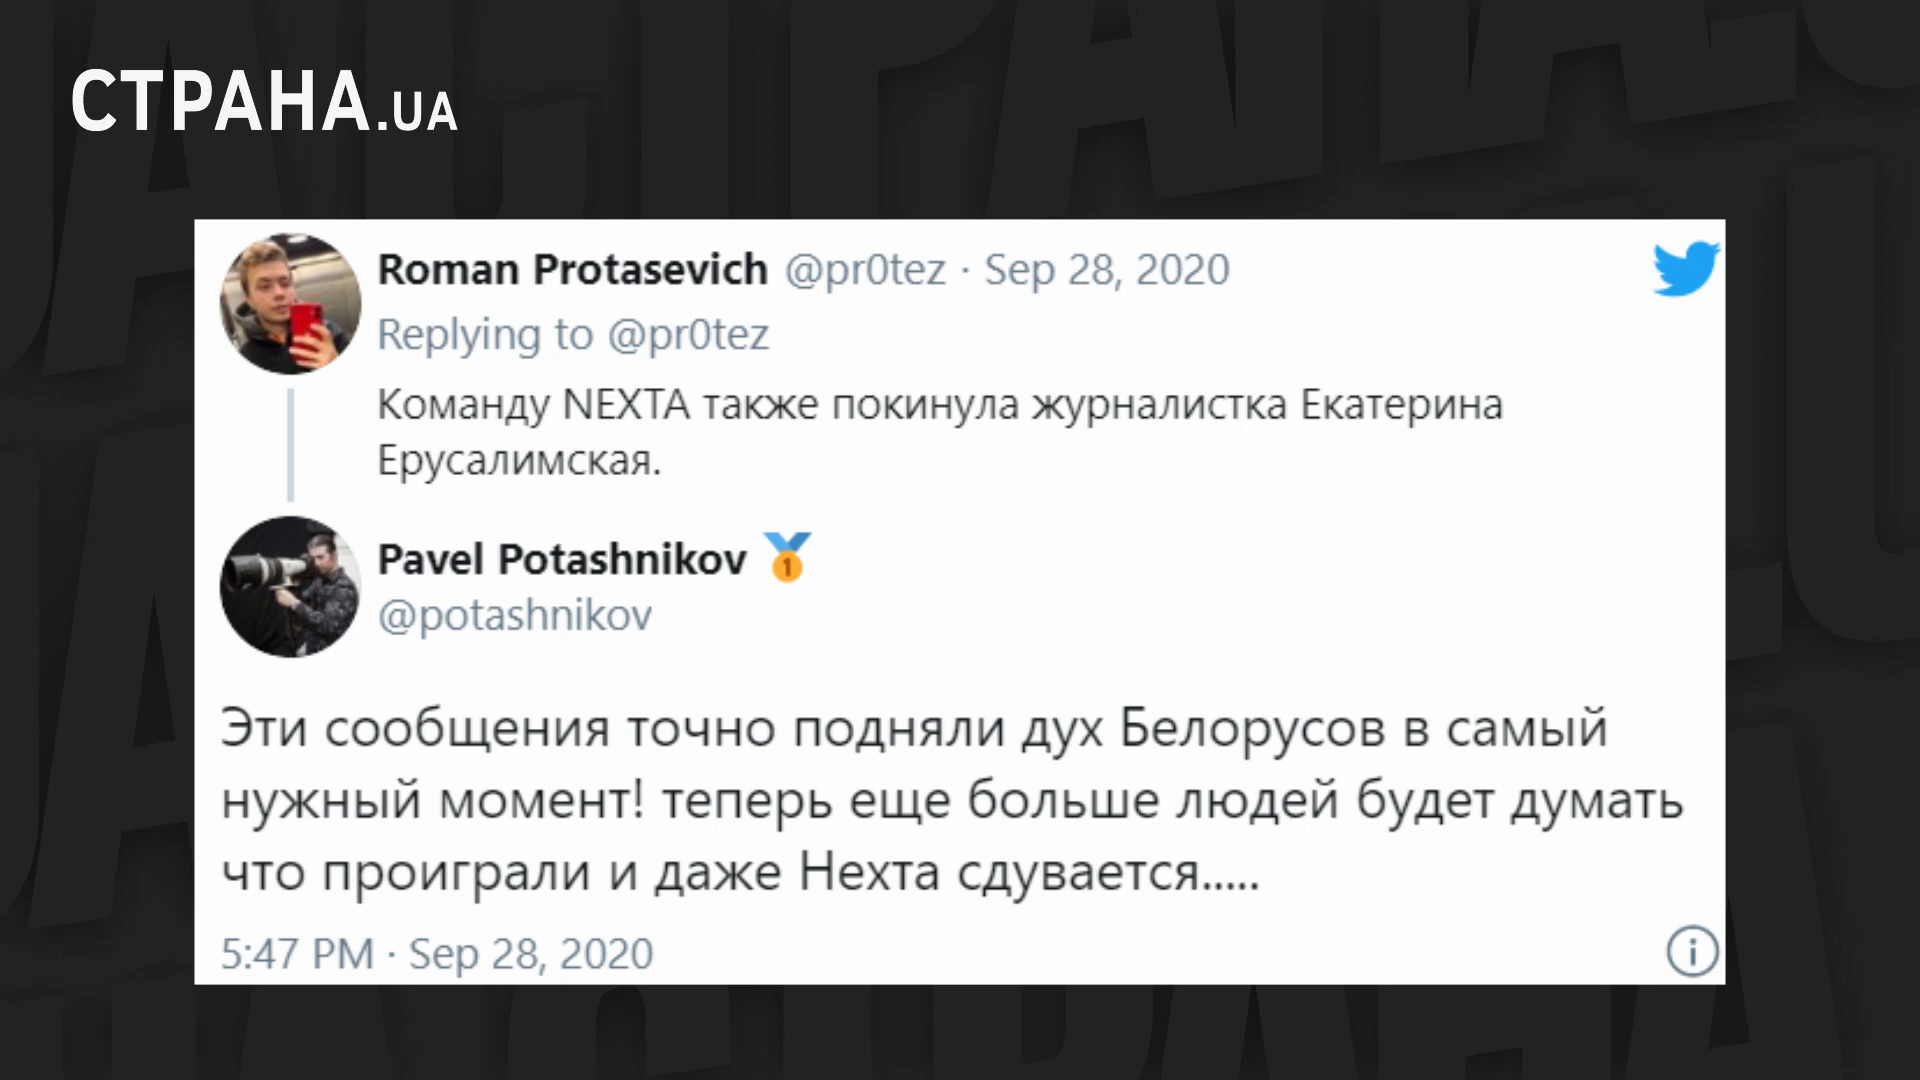 СТРАНА.UA
Roman Protasevich @pr0tez · Sep 28, 2020
Replying to @pr0tez
Команду NEXTA также покинула журналистка Екатерина
Ерусалимская.
Pavel Potashnikov 🥇
@potashnikov
Эти сообщения точно подняли дух Белорусов в самый
нужный момент! теперь еще больше людей будет думать
что проиграли и даже Нехта сдувается.....
5:47 PM · Sep 28, 2020